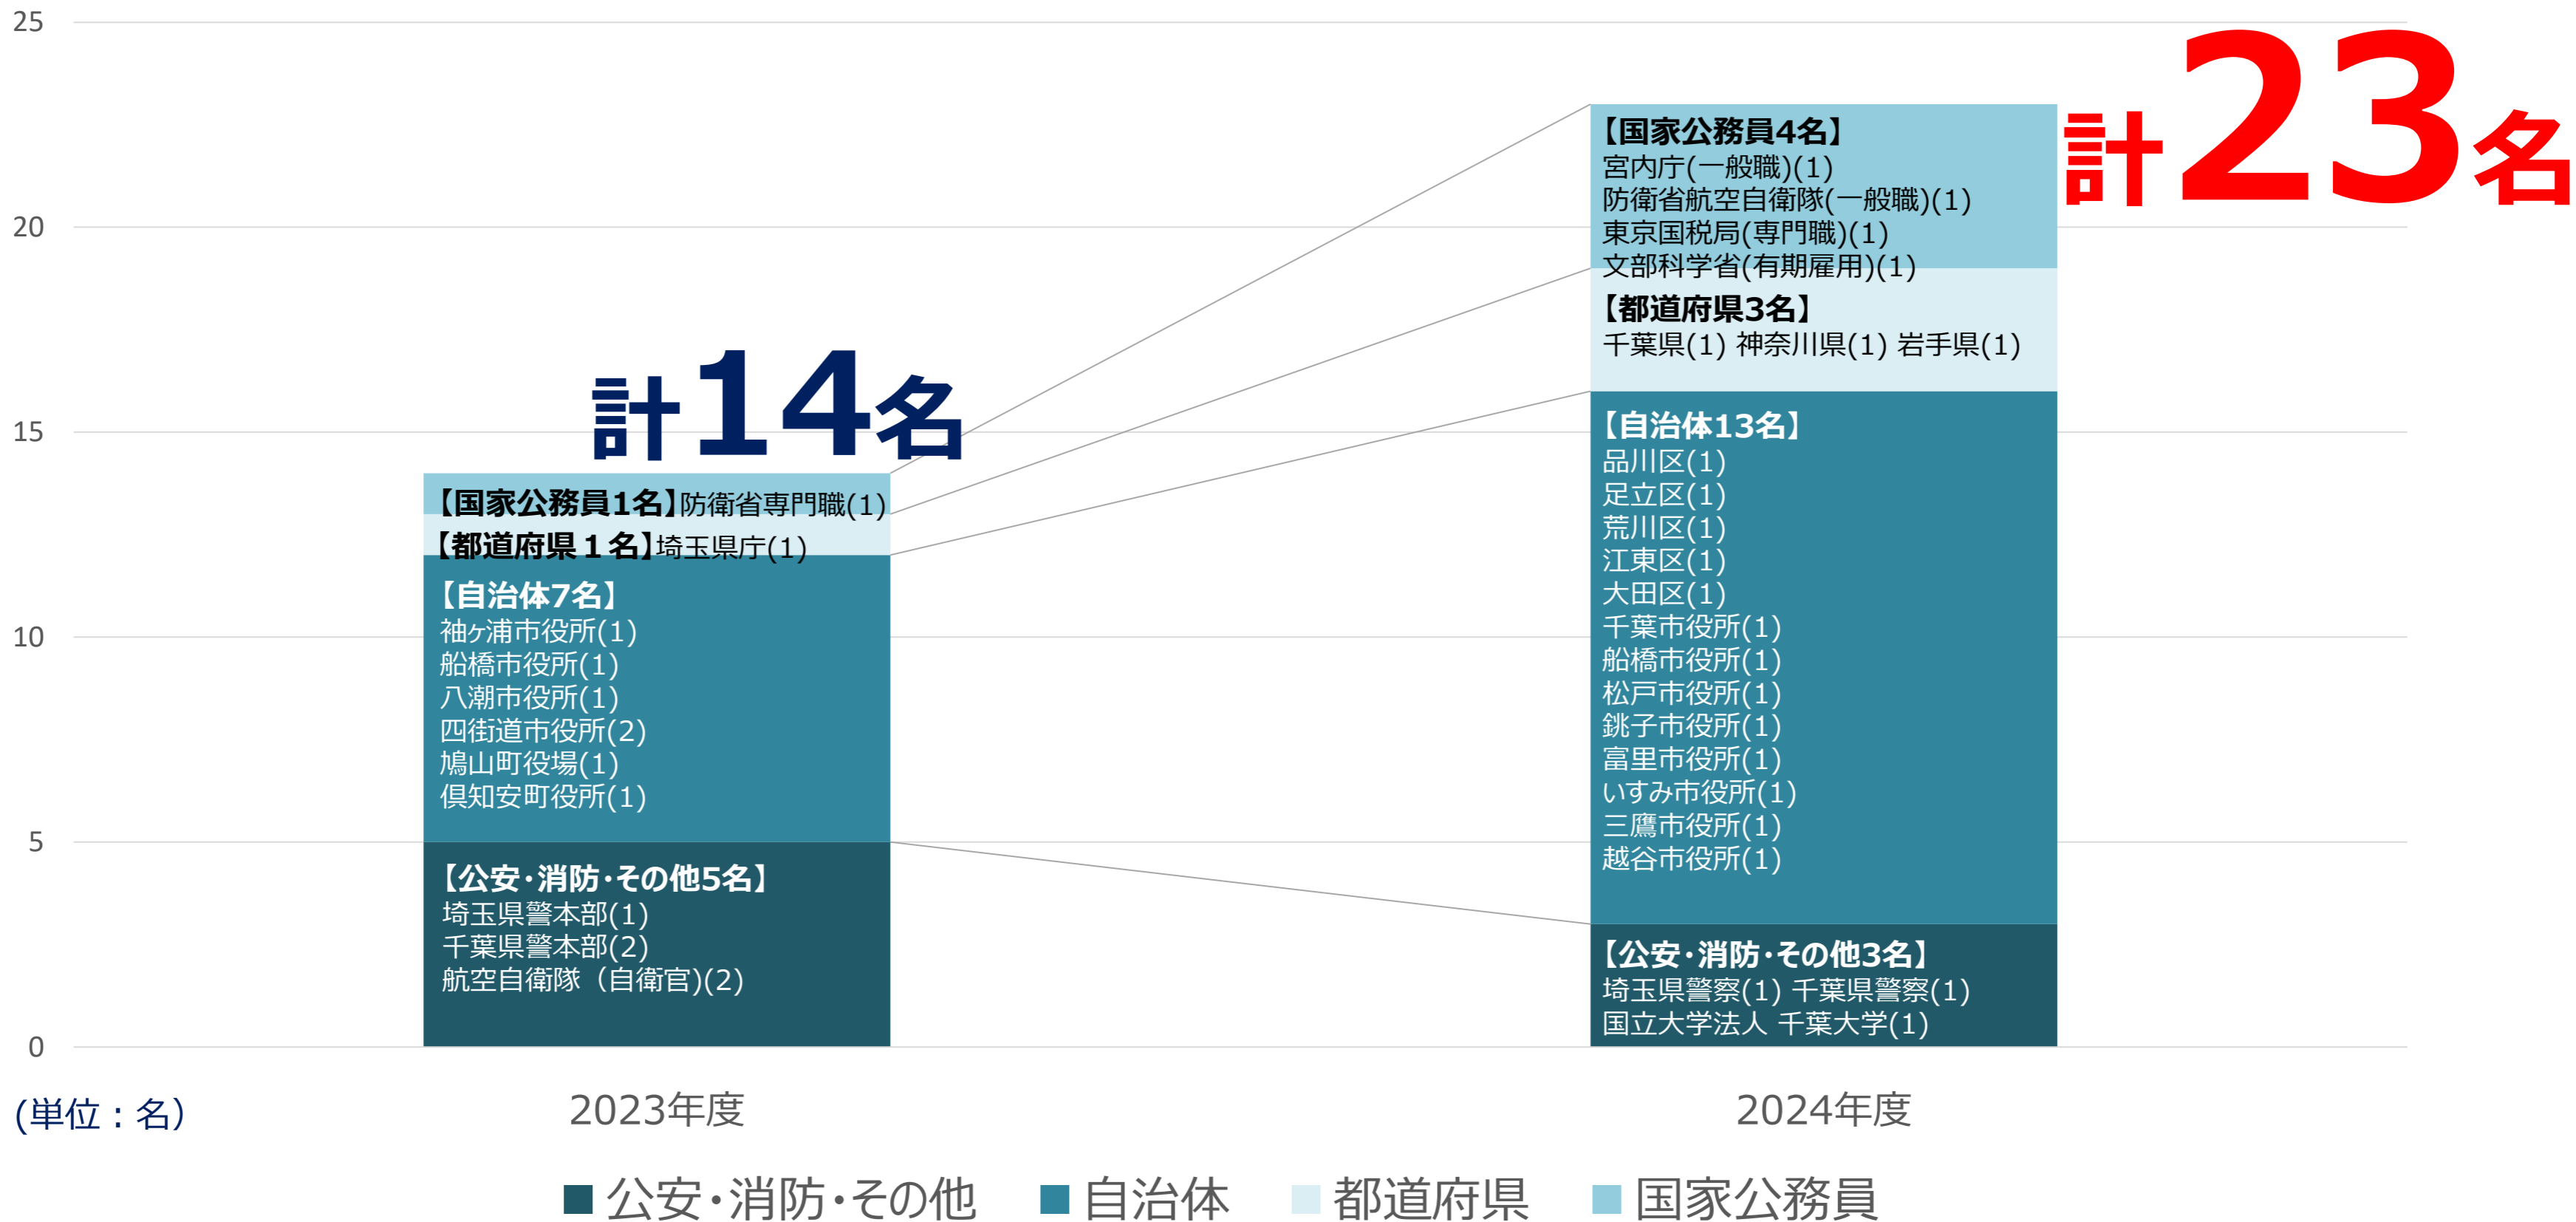 25
20
15
10
5
0
(単位：名)
計14名
【国家公務員1名】防衛省専門職(1)
【都道府県１名】埼玉県庁(1)
【自治体7名】
袖ヶ浦市役所(1)
船橋市役所(1)
八潮市役所(1)
四街道市役所(2)
鳩山町役場(1)
倶知安町役所(1)
【公安・消防・その他5名】
埼玉県警本部(1)
千葉県警本部(2)
航空自衛隊（自衛官)(2)
2023年度
計23名
【国家公務員4名】
宮内庁(一般職)(1)
防衛省航空自衛隊(一般職)(1)
東京国税局(専門職)(1)
文部科学省(有期雇用)(1)
【都道府県3名】
千葉県(1) 神奈川県(1) 岩手県(1)
【自治体13名】
品川区(1)
足立区(1)
荒川区(1)
江東区(1)
大田区(1)
千葉市役所(1)
船橋市役所(1)
松戸市役所(1)
銚子市役所(1)
富里市役所(1)
いすみ市役所(1)
三鷹市役所(1)
越谷市役所(1)
【公安・消防・その他3名】
埼玉県警察(1) 千葉県警察(1)
国立大学法人 千葉大学(1)
2024年度
公安・消防・その他 自治体 都道府県 国家公務員